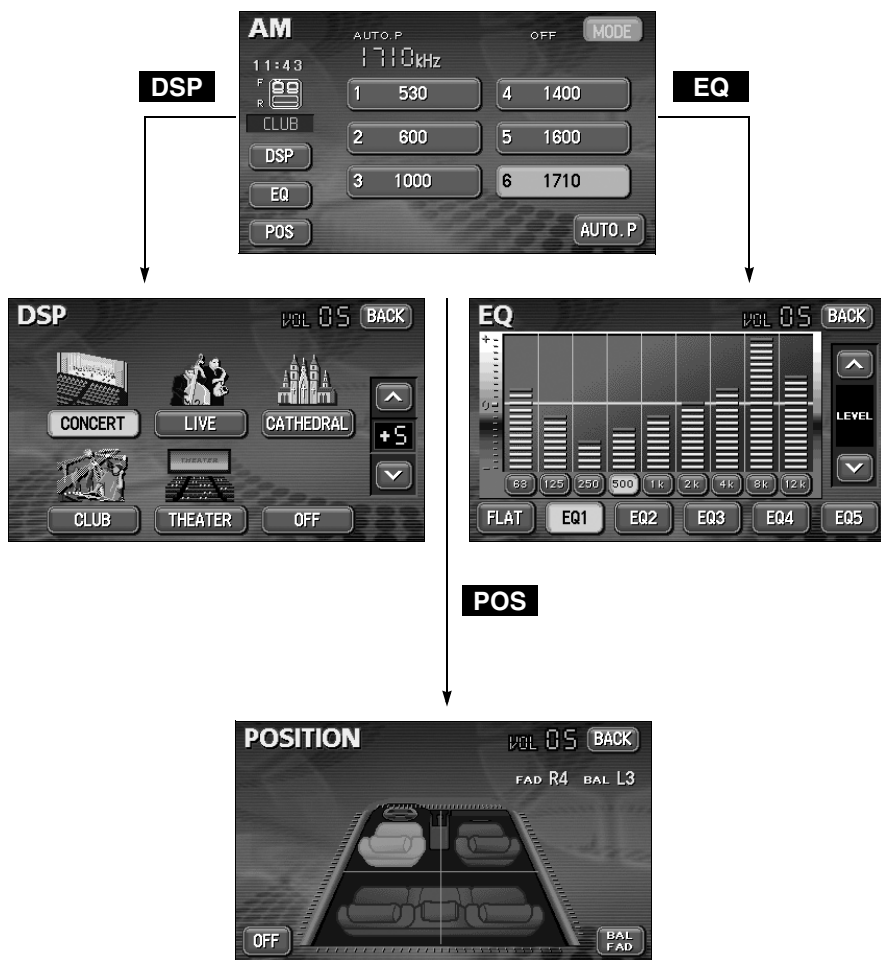 AM
AUTO.P
OFF
MODE
1710kHz
11:43
F
R
CLUB
DSP
EQ
POS
1 530
4 1400
2 600
5 1600
3 1000
6 1710
AUTO.P
DSP
EQ
DSP
VOL 05
BACK
CONCERT
LIVE
CATHEDRAL
+5
THEATER
CLUB
THEATER
OFF
EQ
VOL 05
BACK
+
0
-
LEVEL
63 125 250 500 1k 2k 4k 8k 12k
FLAT EQ1 EQ2 EQ3 EQ4 EQ5
POS
POSITION
VOL 05
BACK
FAD R4 BAL L3
OFF
BAL
FAD